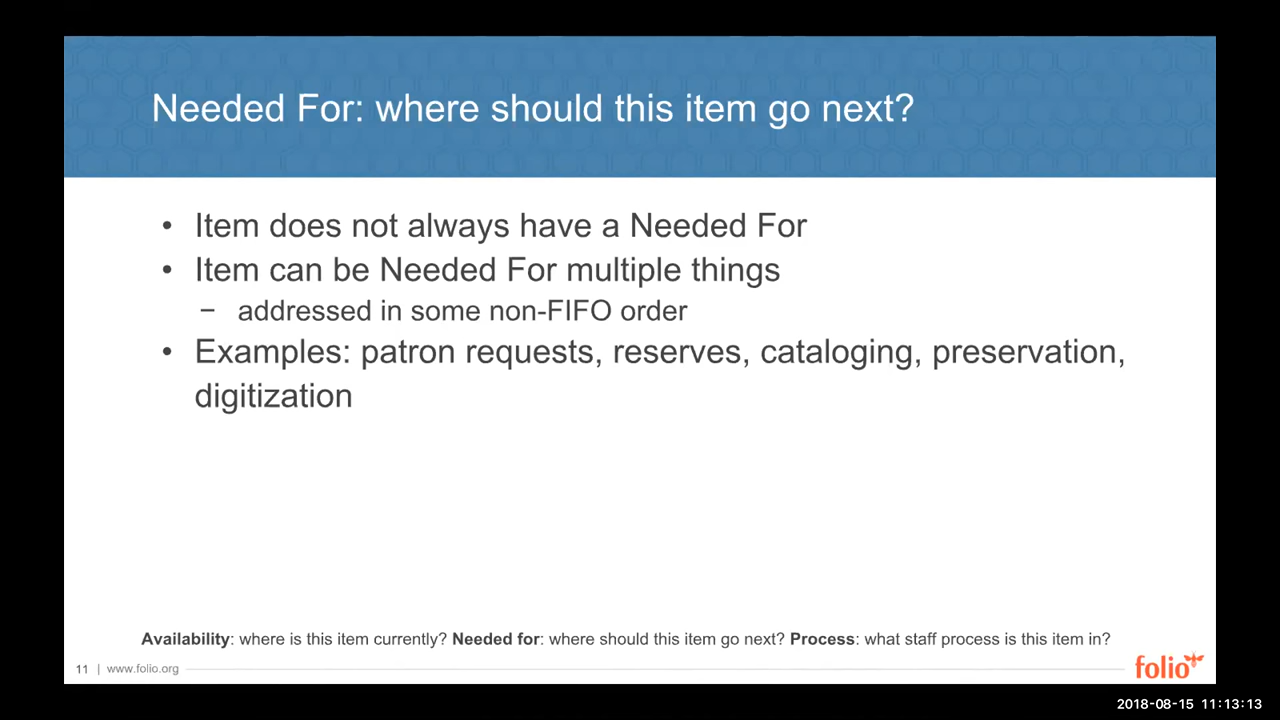 Needed For: where should this item go next?
• Item does not always have a Needed For
• Item can be Needed For multiple things
− addressed in some non-FIFO order
• Examples: patron requests, reserves, cataloging, preservation,
digitization
Availability: where is this item currently? Needed for: where should this item go next? Process: what staff process is this item in?
11 | www.folio.org
folio
2018-08-15 11:13:13